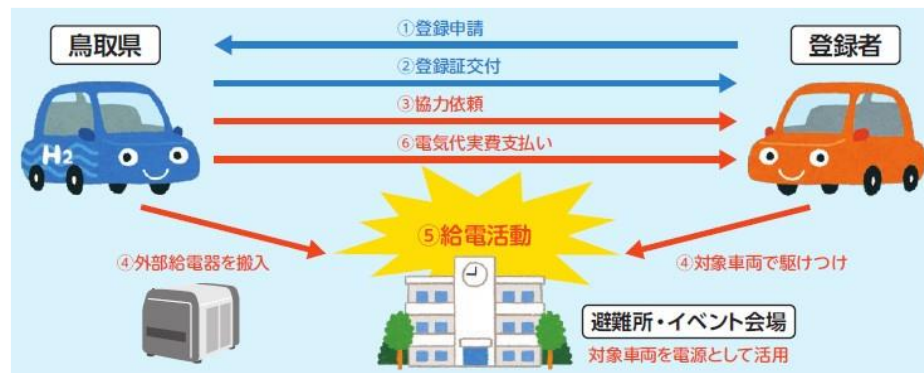 ①登録申請
鳥取県
登録者
②登録証交付
③協力依頼
H2
⑥電気代実費支払い
⑤給電活動
④外部給電器を搬入
④対象車両で駆けつけ
避難所・イベント会場
対象車両を電源として活用